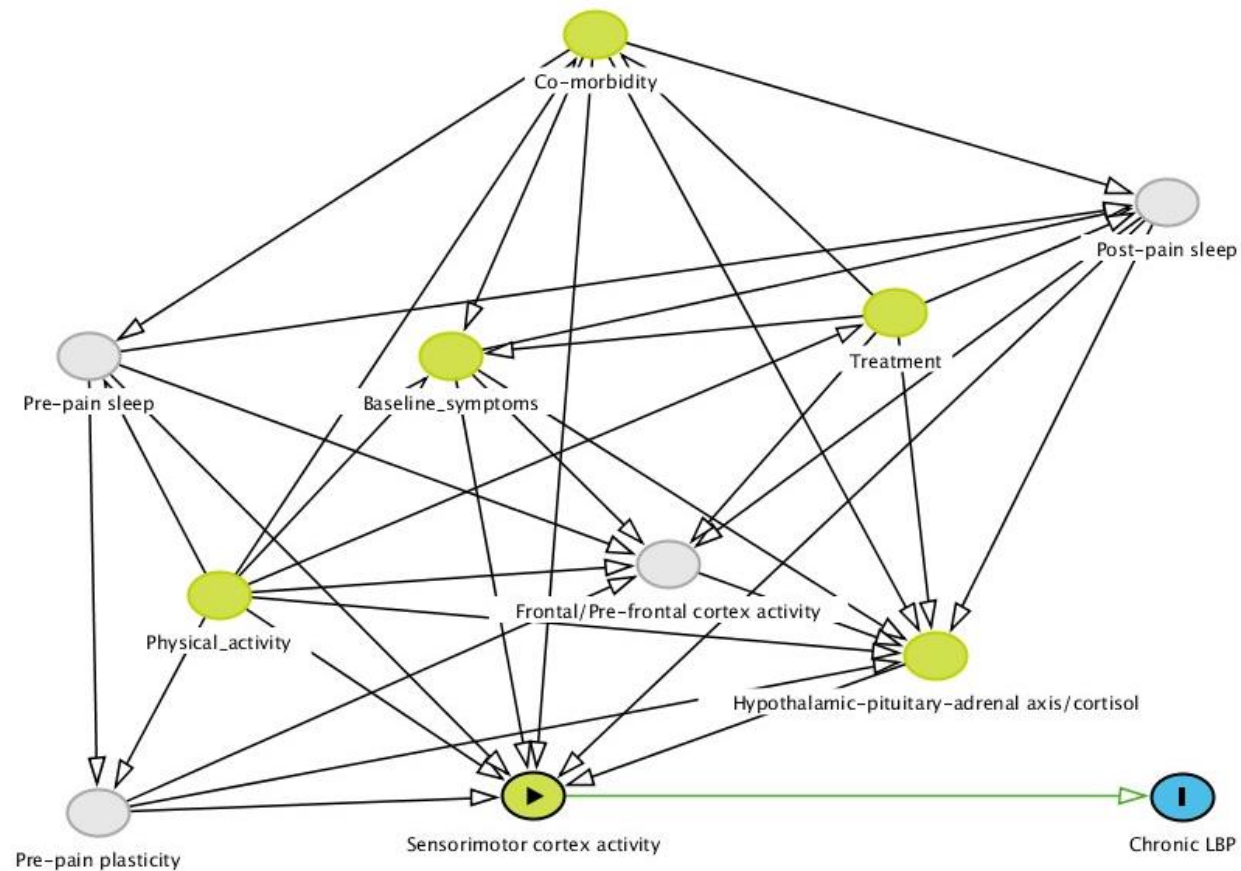 Co-morbidity
Post-pain sleep
Treatment
Pre-pain sleep
Baseline_symptoms
Frontal/Pre-frontal cortex activity
Physical_activity
Hypothalamic-pituitary-adrenal axis/cortisol
Sensorimotor cortex activity
Chronic LBP
Pre-pain plasticity